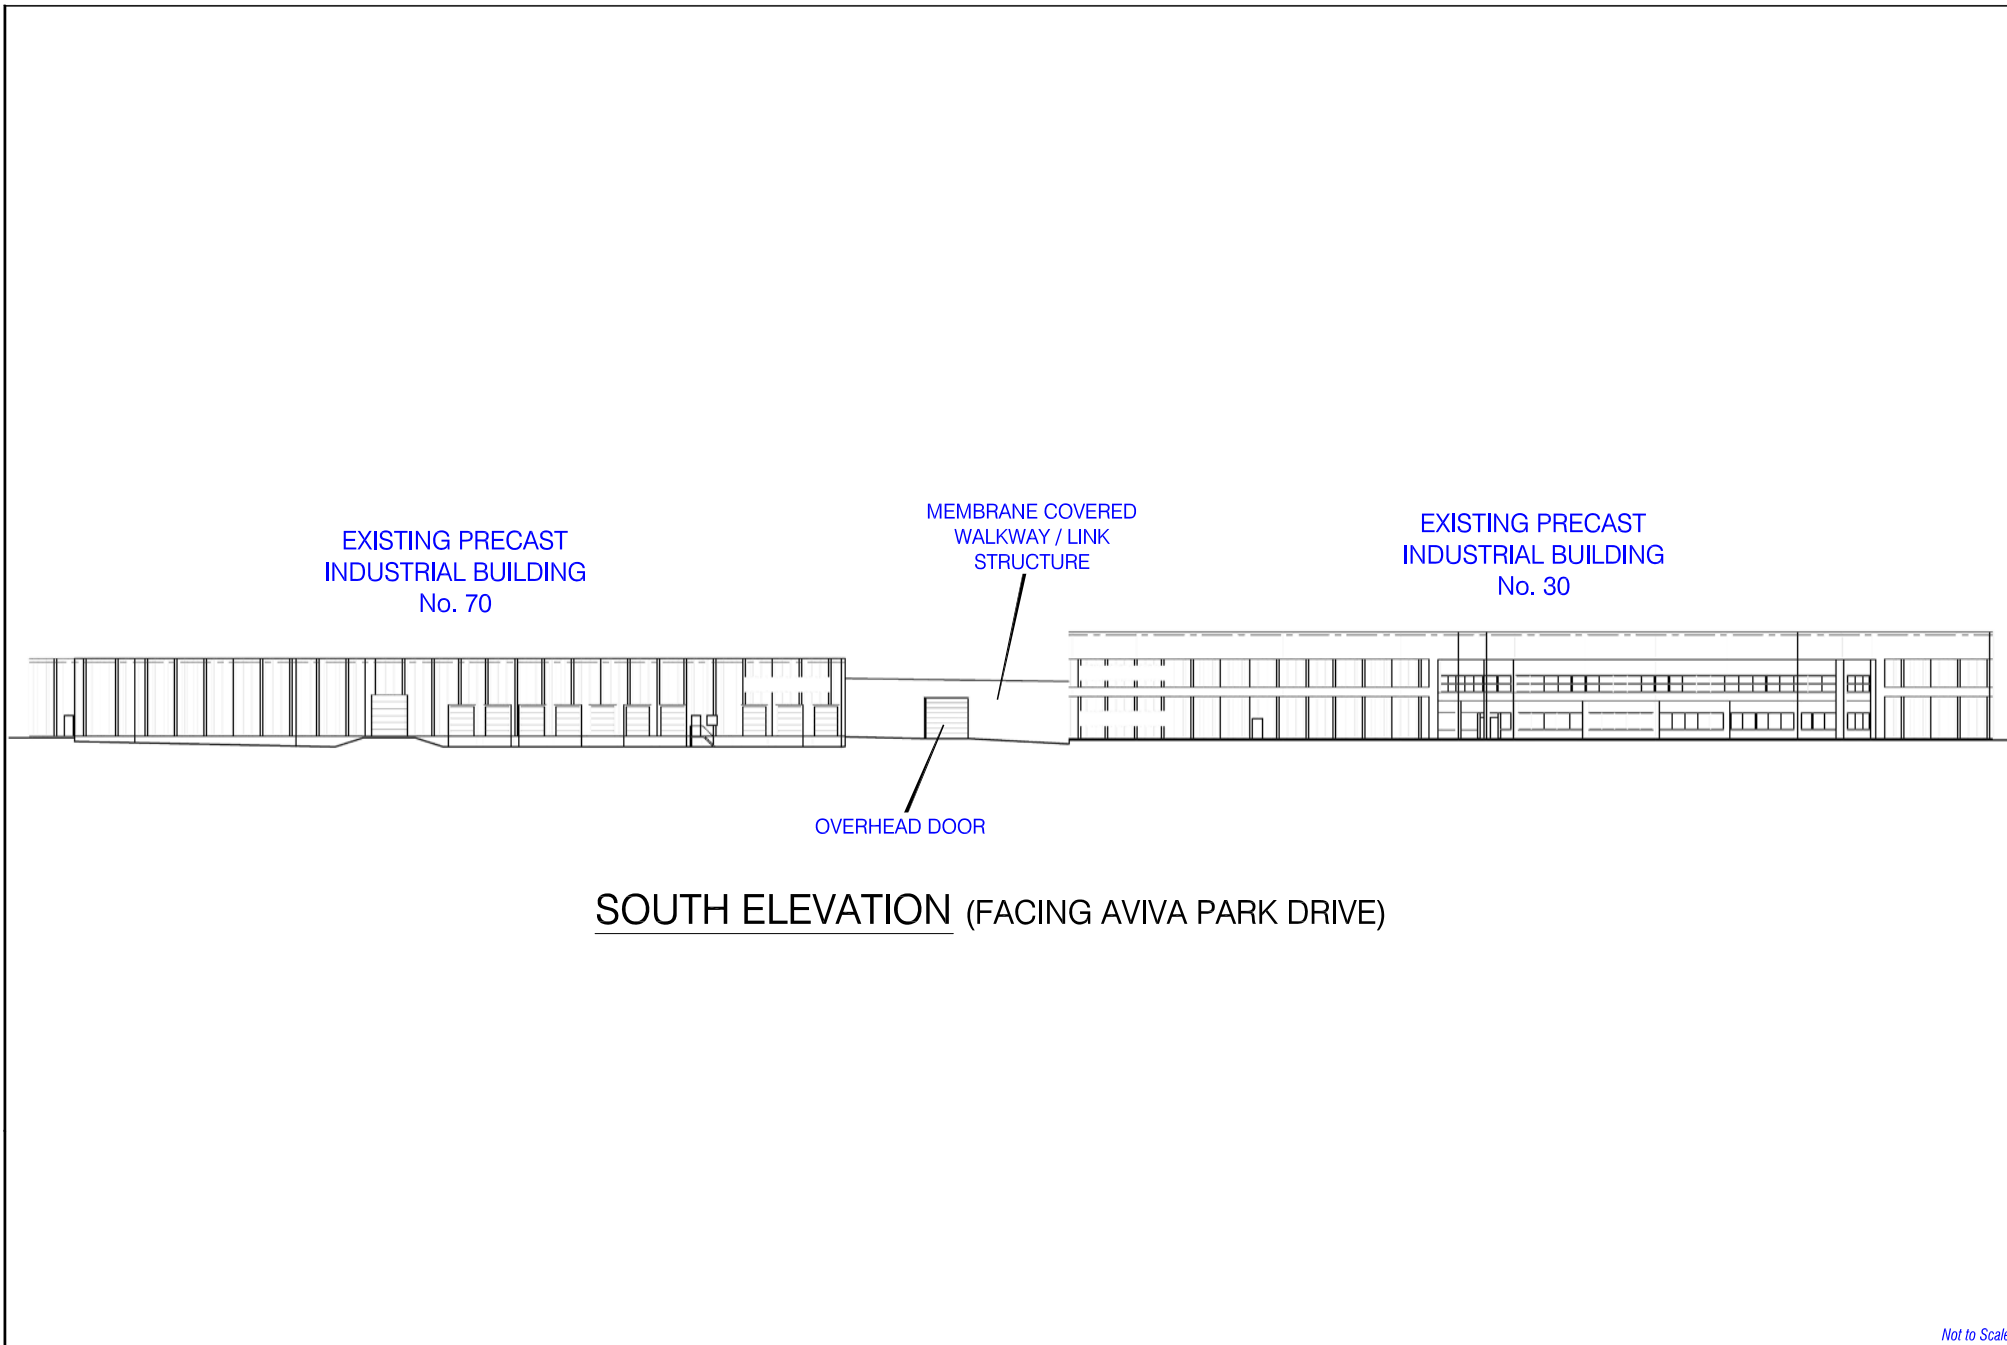 MEMBRANE COVERED
WALKWAY / LINK
STRUCTURE
EXISTING PRECAST
INDUSTRIAL BUILDING
No. 70
EXISTING PRECAST
INDUSTRIAL BUILDING
No. 30
OVERHEAD DOOR
SOUTH ELEVATION (FACING AVIVA PARK DRIVE)
Not to Scale